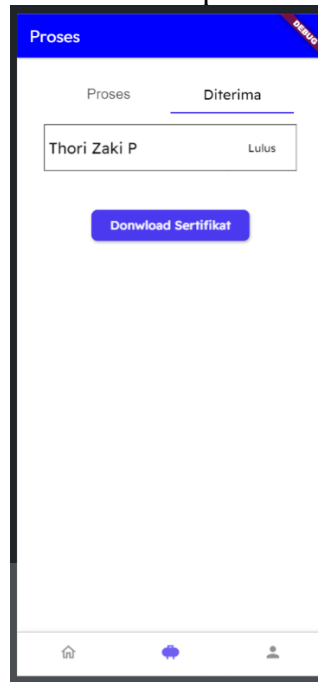 Proses
DEBUG
Proses Diterima
Thori Zaki P Lulus
Donwload Sertifikat